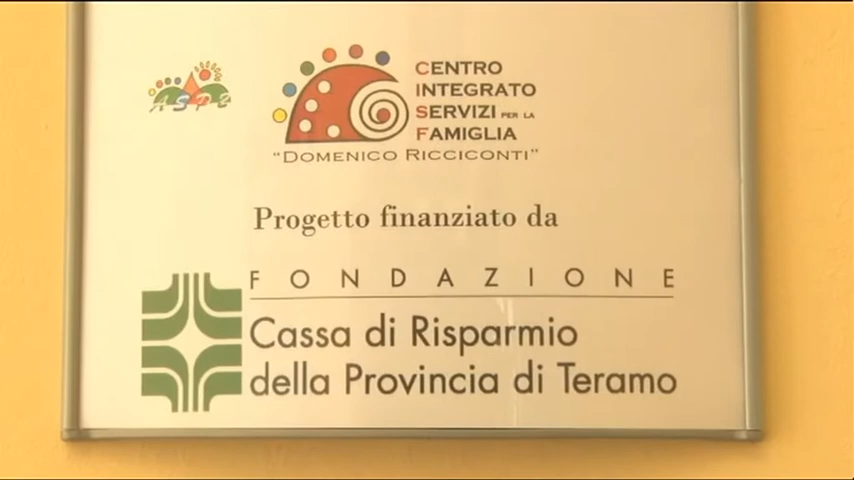 ASP2
CENTRO
INTEGRATO
SERVIZI PER LA
FAMIGLIA
"DOMENICO RICCICONTI"
Progetto finanziato da
FONDAZIONE
Cassa di Risparmio
della Provincia di Teramo